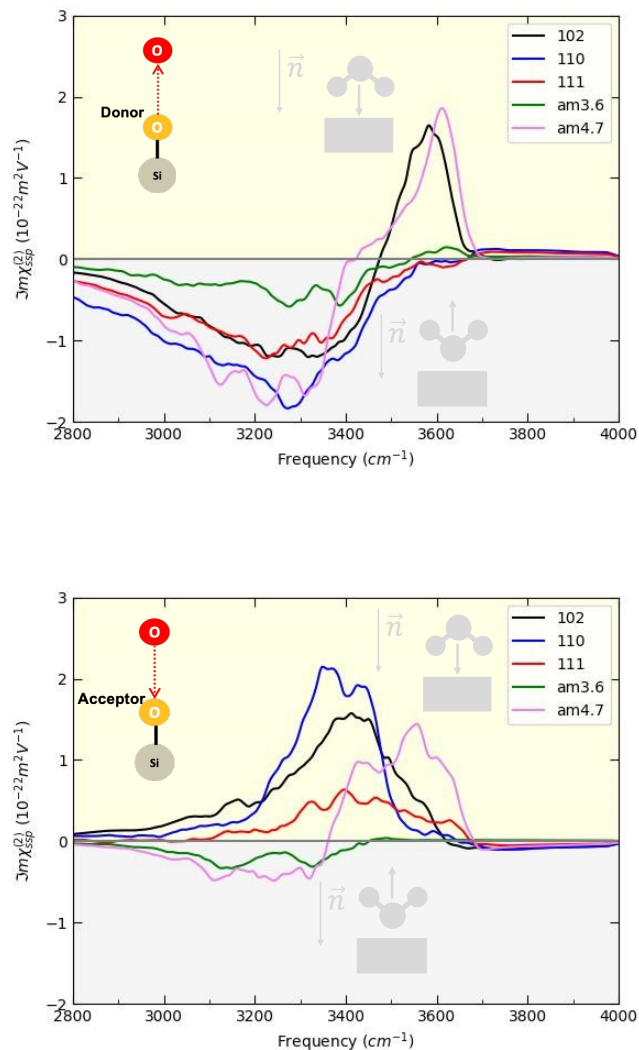 3
2
1
0
−1
−2
ℑmχ(2)ssp (10−22m2V−1)
O
Donor
O
Si
n⃗
n⃗
102
110
111
am3.6
am4.7
2800
3000
3200
3400
3600
3800
4000
Frequency (cm−1)
3
2
1
0
−1
−2
ℑmχ(2)ssp (10−22m2V−1)
O
Acceptor
O
Si
n⃗
n⃗
102
110
111
am3.6
am4.7
2800
3000
3200
3400
3600
3800
4000
Frequency (cm−1)